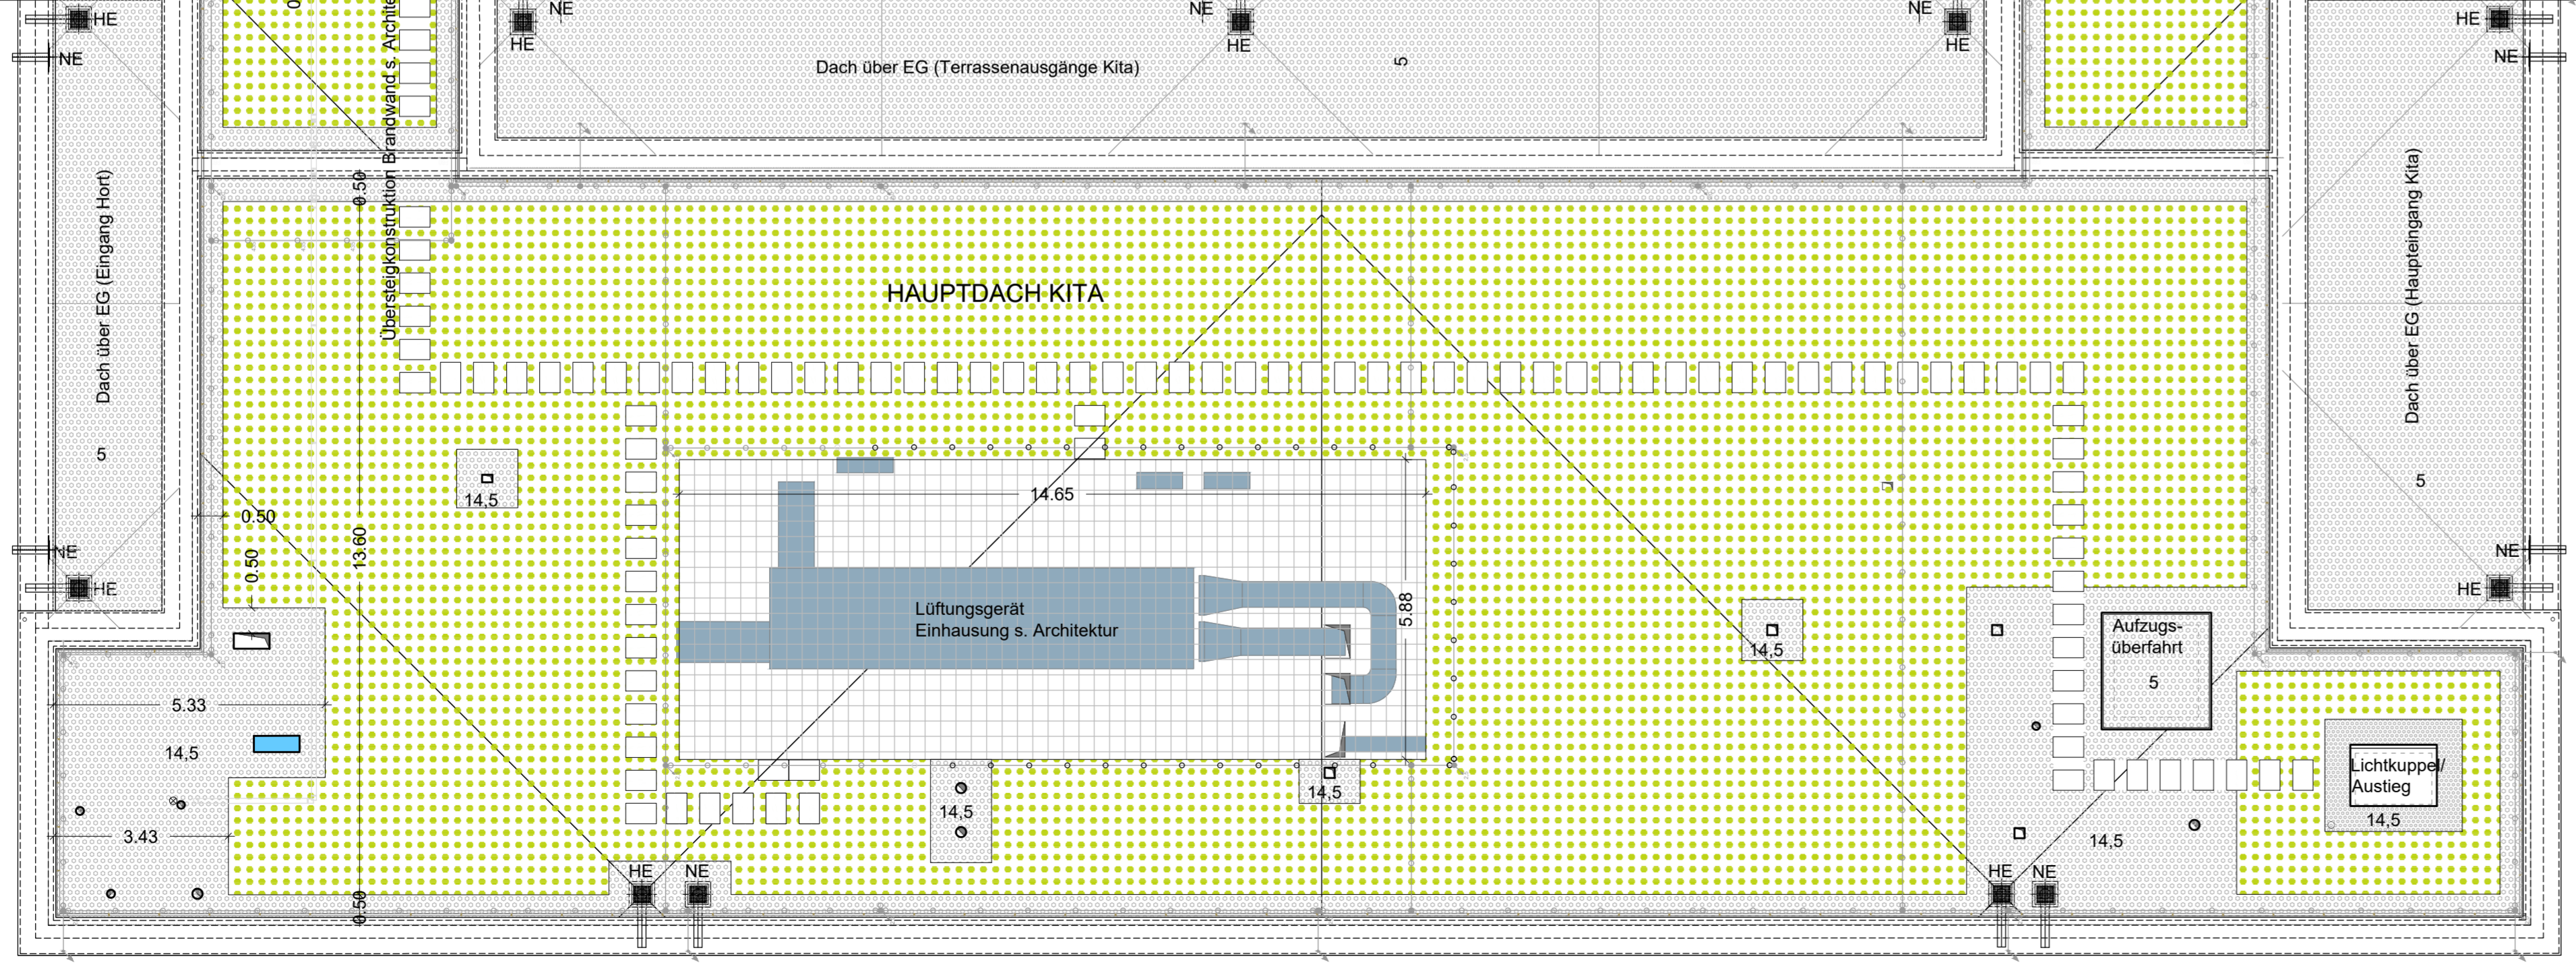 HE
NE
Dach über EG (Eingang Hort)
5
NE
HE
0
Übersteigkonstruktion Brandwand s. Archite
NE
HE
NE
HE
NE
HE
Dach über EG (Terrassenausgänge Kita)
5
HE
NE
Dach über EG (Haupteingang Kita)
5
NE
HE
0.50
HAUPTDACH KITA
14,5
14.65
0.50
0.50
13.60
Lüftungsgerät
Einhausung s. Architektur
5.88
14,5
Aufzugs-
überfahrt
5
5.33
14,5
3.43
14,5
14,5
Lichtkuppel/
Austieg
14,5
14,5
HE
NE
0.50
HE
NE